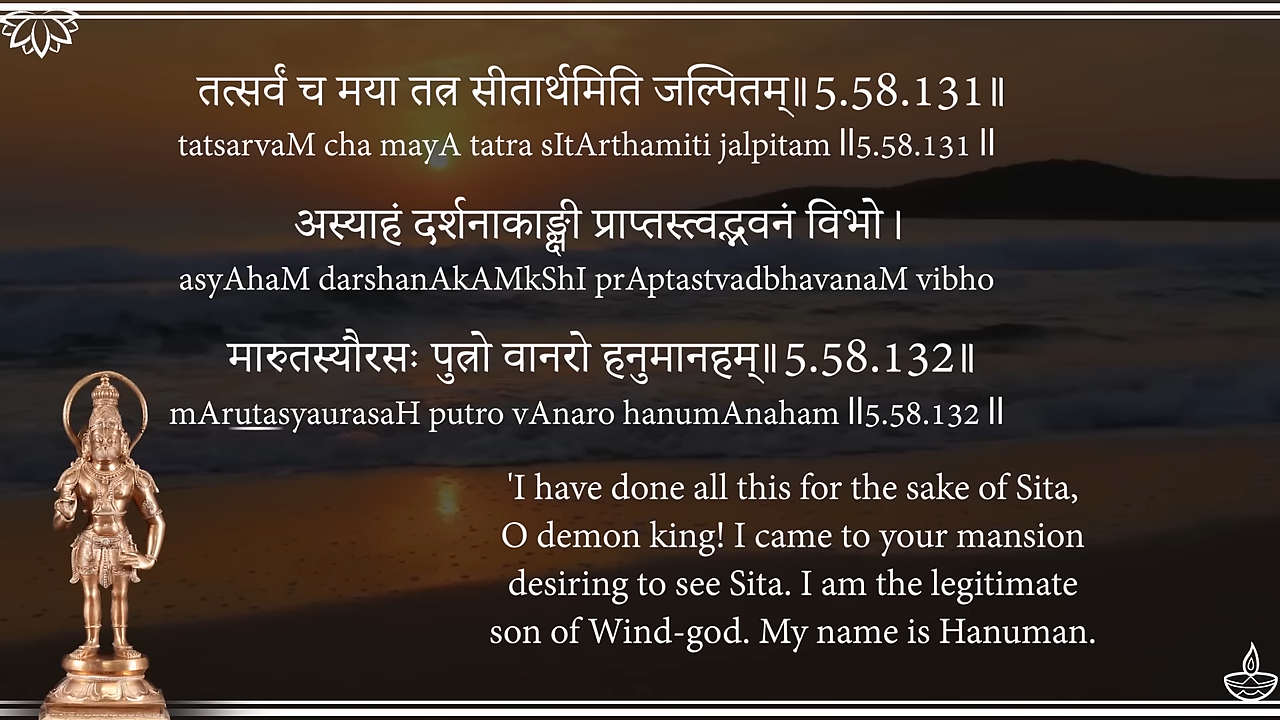 तत्सर्वं च मया तत्र सीतार्थमिति जल्पितम्॥5.58.131॥
tatsarvaM cha mayA tatra sItArthamiti jalpitam ||5.58.131 ||
अस्याहं दर्शनाकाङ्क्षी प्राप्तस्त्वद्भवनं विभो।
asyAhaM darshanAkAMkShI prAptastvadbhavanaM vibho
मारुतस्यौरसः पुत्रो वानरो हनुमानहम्॥5.58.132॥
mArutasyaurasaH putro vAnaro hanumAnaham ||5.58.132 ||
'I have done all this for the sake of Sita,
O demon king! I came to your mansion
desiring to see Sita. I am the legitimate
son of Wind-god. My name is Hanuman.